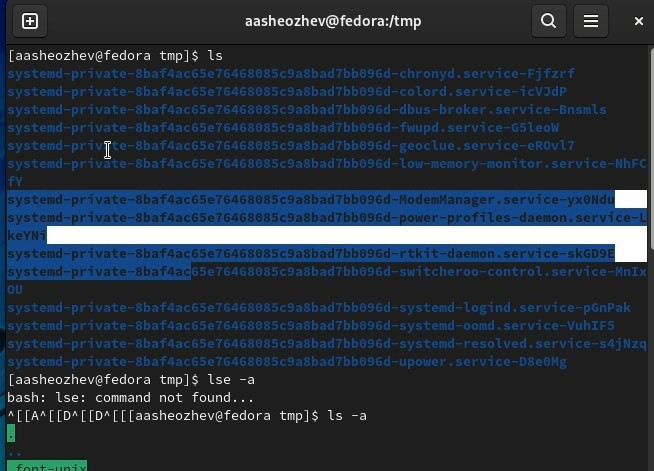 aasheozhev@fedora:/tmp
[aasheozhev@fedora tmp]$ ls
systemd-private-8baf4ac65e76468085c9a8bad7bb096d-chronyd.service-Fjfzrf
systemd-private-8baf4ac65e76468085c9a8bad7bb096d-colord.service-icVJdP
systemd-private-8baf4ac65e76468085c9a8bad7bb096d-dbus-broker.service-Bnsmls
systemd-private-8baf4ac65e76468085c9a8bad7bb096d-fwupd.service-G5leoW
systemd-private-8baf4ac65e76468085c9a8bad7bb096d-geoclue.service-eROvl7
systemd-private-8baf4ac65e76468085c9a8bad7bb096d-low-memory-monitor.service-NhFC
fY
systemd-private-8baf4ac65e76468085c9a8bad7bb096d-ModemManager.service-yx0Ndu
systemd-private-8baf4ac65e76468085c9a8bad7bb096d-power-profiles-daemon.service-L
keYNi
systemd-private-8baf4ac65e76468085c9a8bad7bb096d-rtkit-daemon.service-skGD9E
systemd-private-8baf4ac65e76468085c9a8bad7bb096d-switcheroo-control.service-MnIx
OU
systemd-private-8baf4ac65e76468085c9a8bad7bb096d-systemd-logind.service-pGnPak
systemd-private-8baf4ac65e76468085c9a8bad7bb096d-systemd-oomd.service-VuhIF5
systemd-private-8baf4ac65e76468085c9a8bad7bb096d-systemd-resolved.service-s4jNzq
systemd-private-8baf4ac65e76468085c9a8bad7bb096d-upower.service-D8e0Mg
[aasheozhev@fedora tmp]$ lse -a
bash: lse: command not found...
^[[A^[[D^[[D^[[[aasheozhev@fedora tmp]$ ls -a
.
..
.font-unix